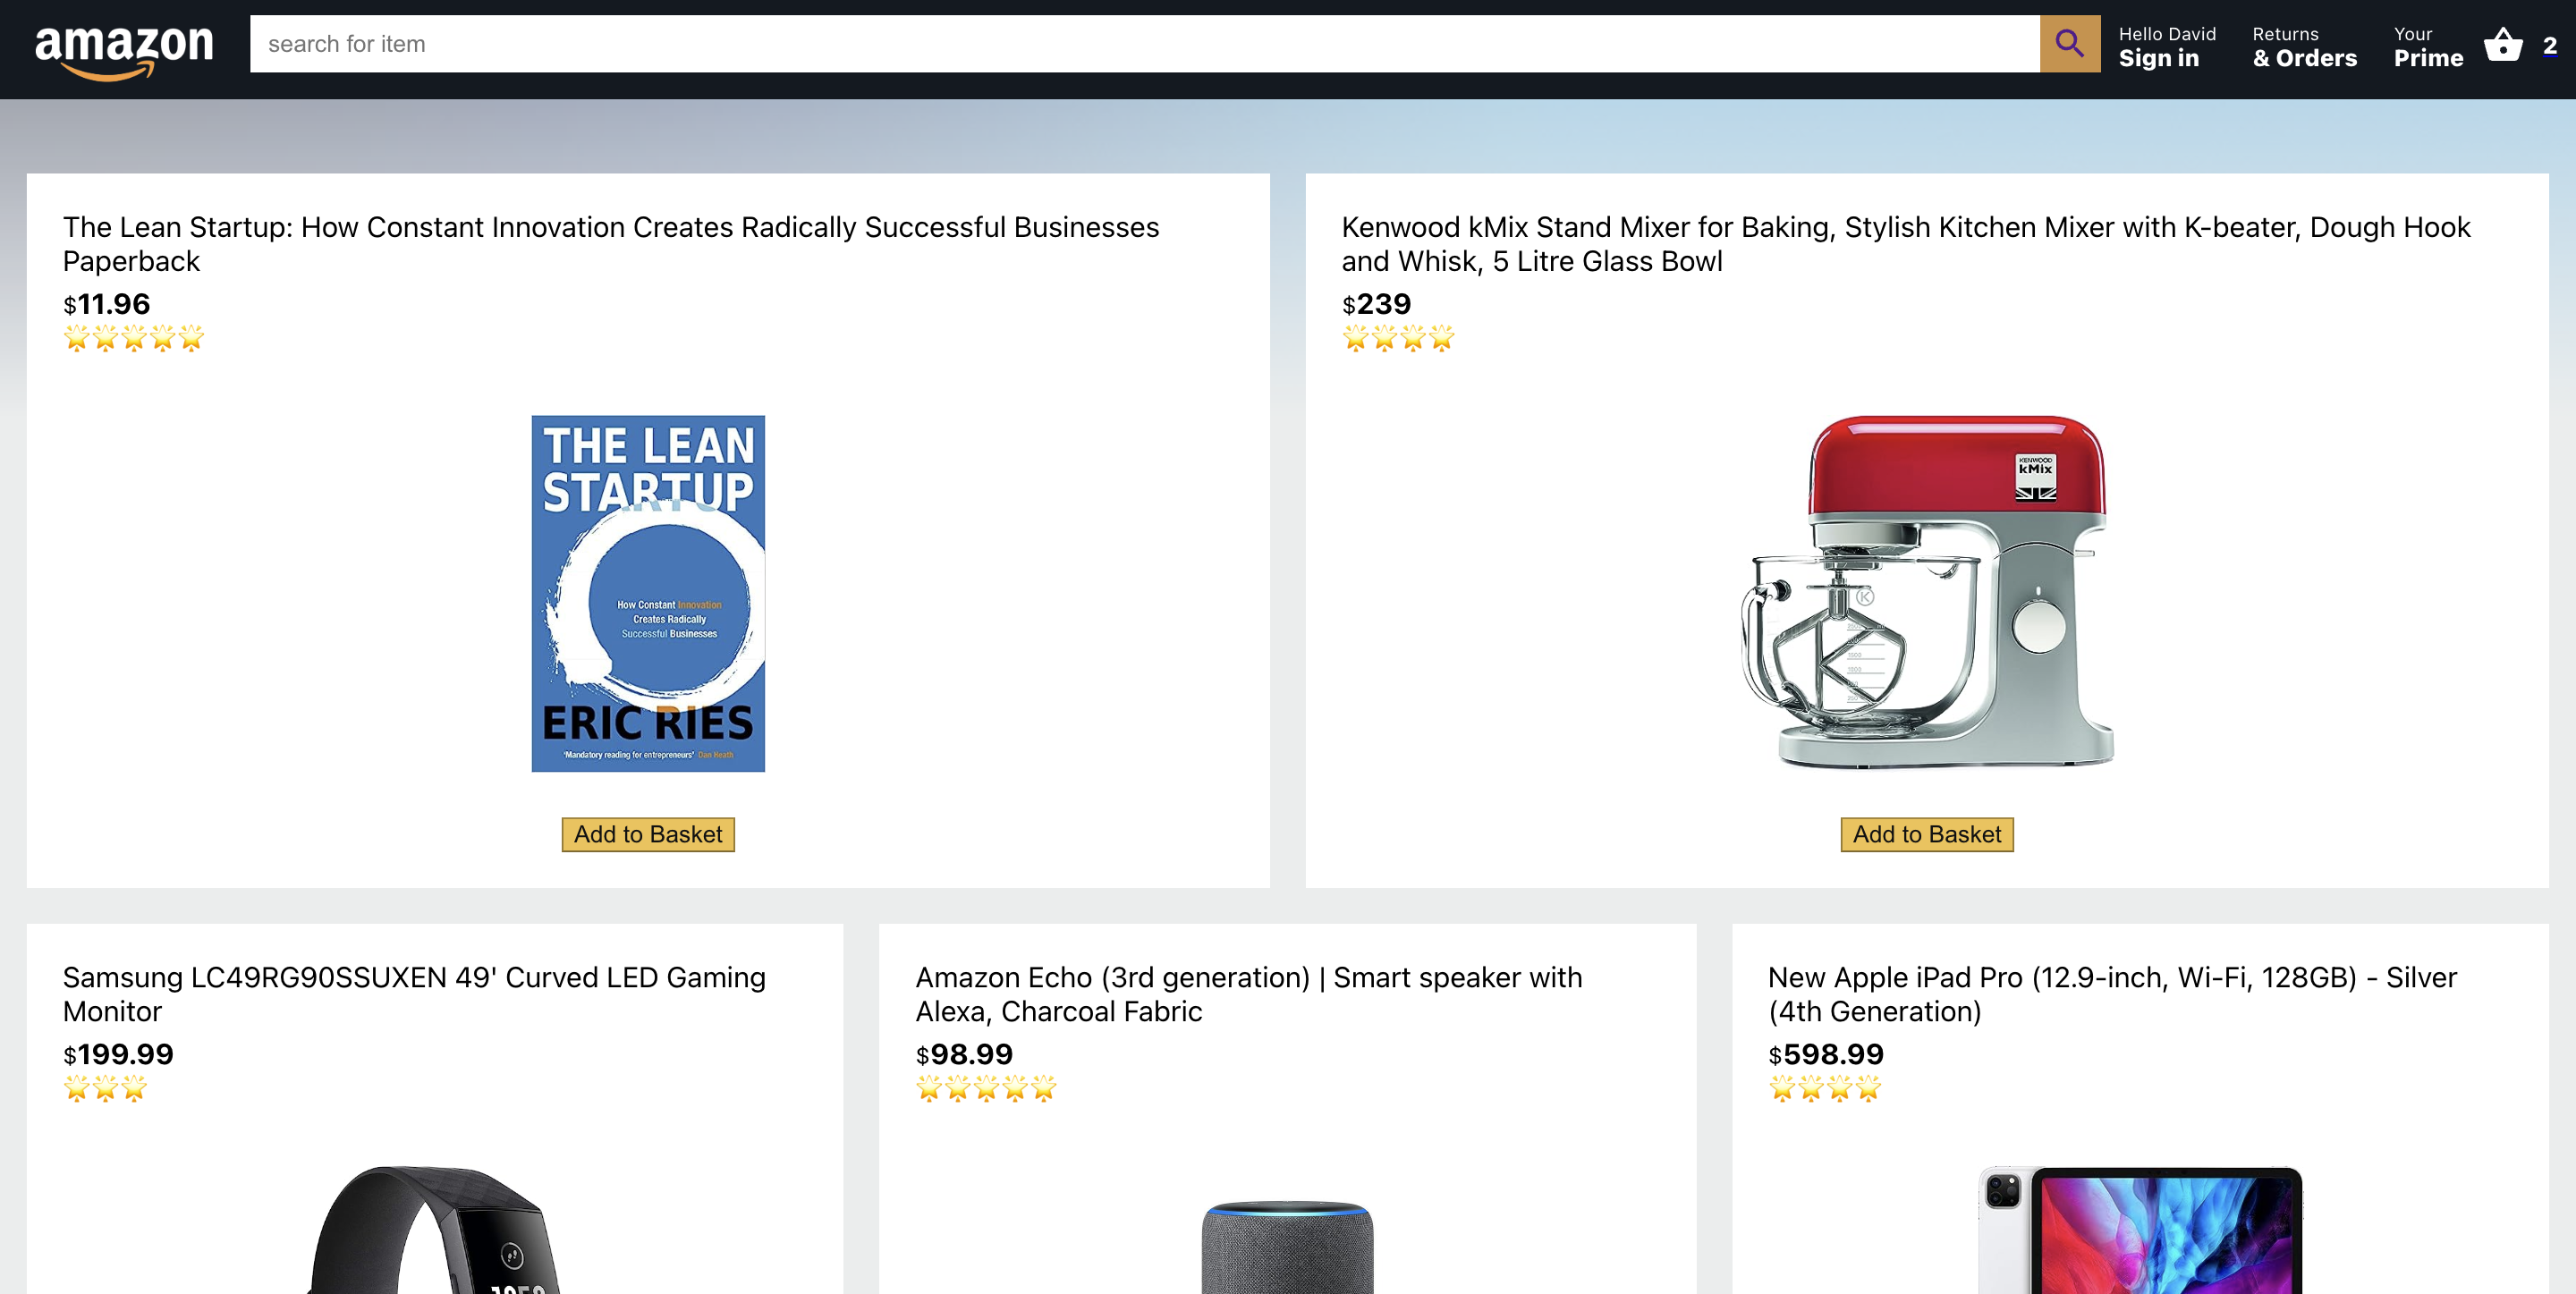 amazon
search for item
Hello David
Sign in
Returns
& Orders
Your
Prime
2
The Lean Startup: How Constant Innovation Creates Radically Successful Businesses
Paperback
$11.96
THE LEAN
STARTUP
How Constant Innovation
Creates Radically
Successful Businesses
ERIC RIES
'Mandatory reading for entrepreneurs' Dan Heath
Add to Basket
Kenwood kMix Stand Mixer for Baking, Stylish Kitchen Mixer with K-beater, Dough Hook
and Whisk, 5 Litre Glass Bowl
$239
KENWOOD
kMix
K
Add to Basket
Samsung LC49RG90SSUXEN 49' Curved LED Gaming
Monitor
$199.99
Amazon Echo (3rd generation) | Smart speaker with
Alexa, Charcoal Fabric
$98.99
New Apple iPad Pro (12.9-inch, Wi-Fi, 128GB) - Silver
(4th Generation)
$598.99